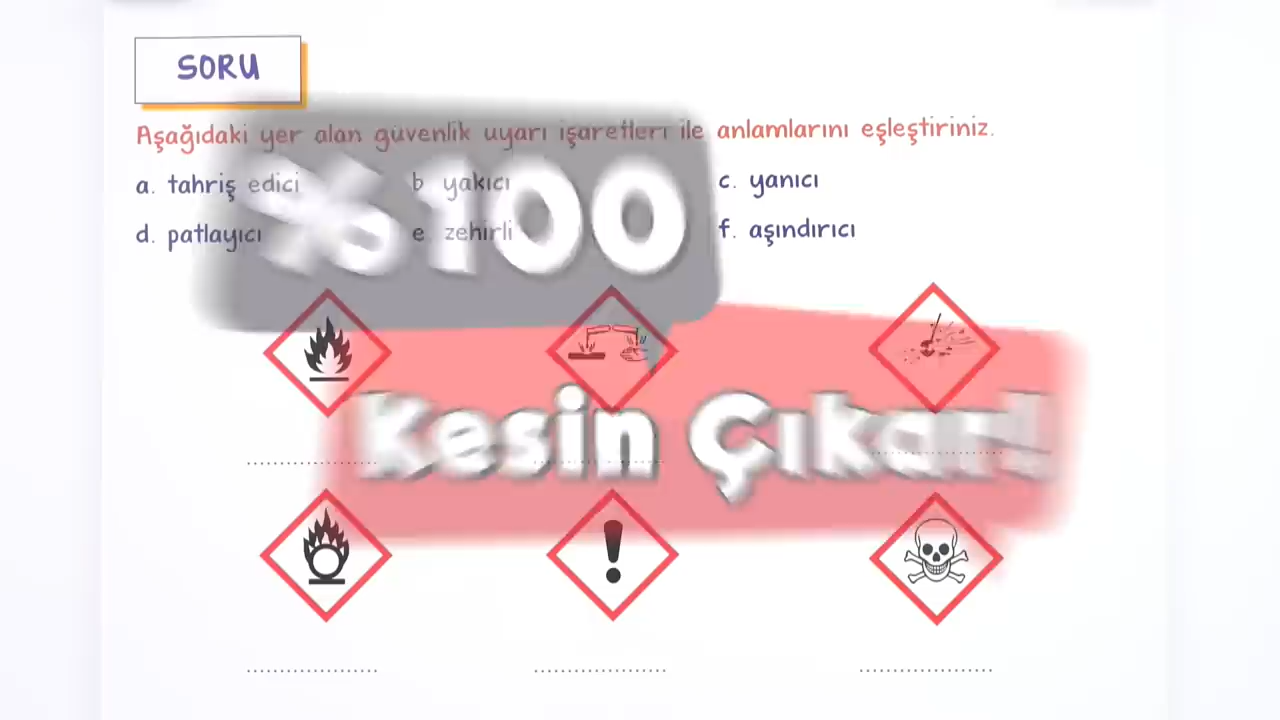 SORU
Aşağıdaki yer alan güvenlik uyarı işaretleri ile anlamlarını eşleştiriniz.
a. tahriş edici b. yakıcı c. yanıcı
d. patlayıcı e. zehirli f. aşındırıcı
%100
Kesin Çıkar!